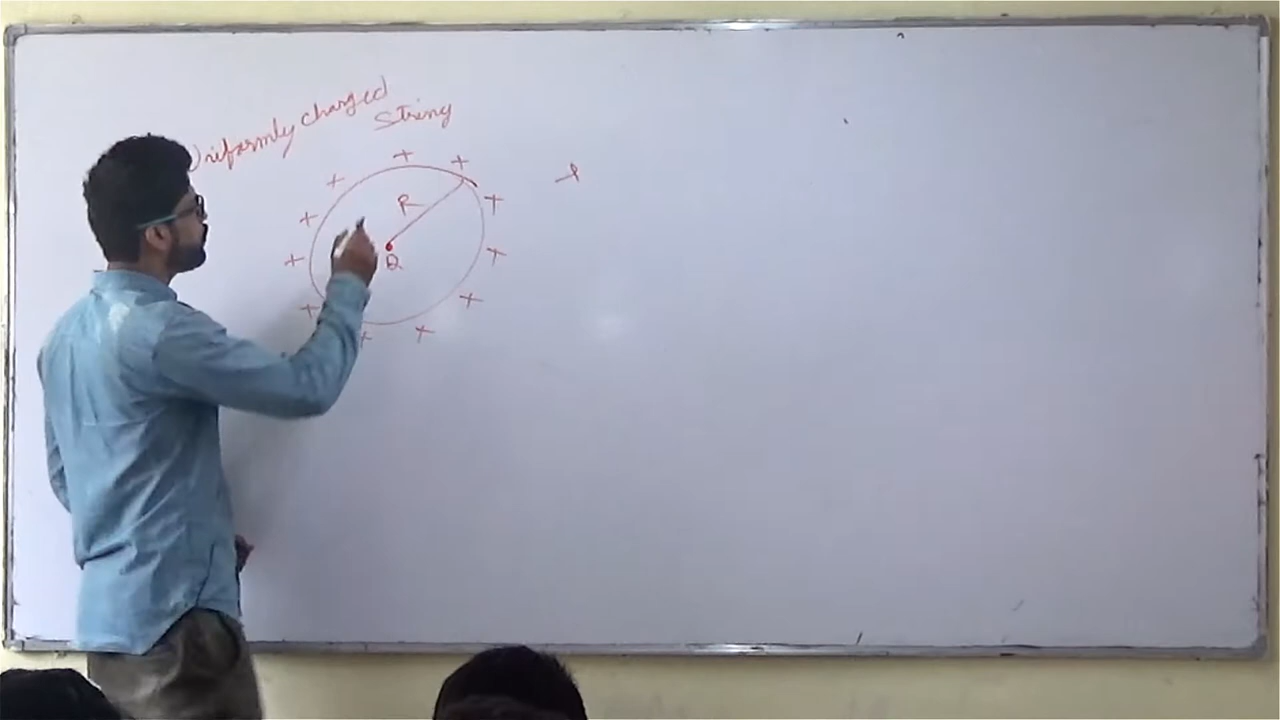 Uniformly charged
String
+ +
+ R +
+ +
+ Q +
+ +
+ +